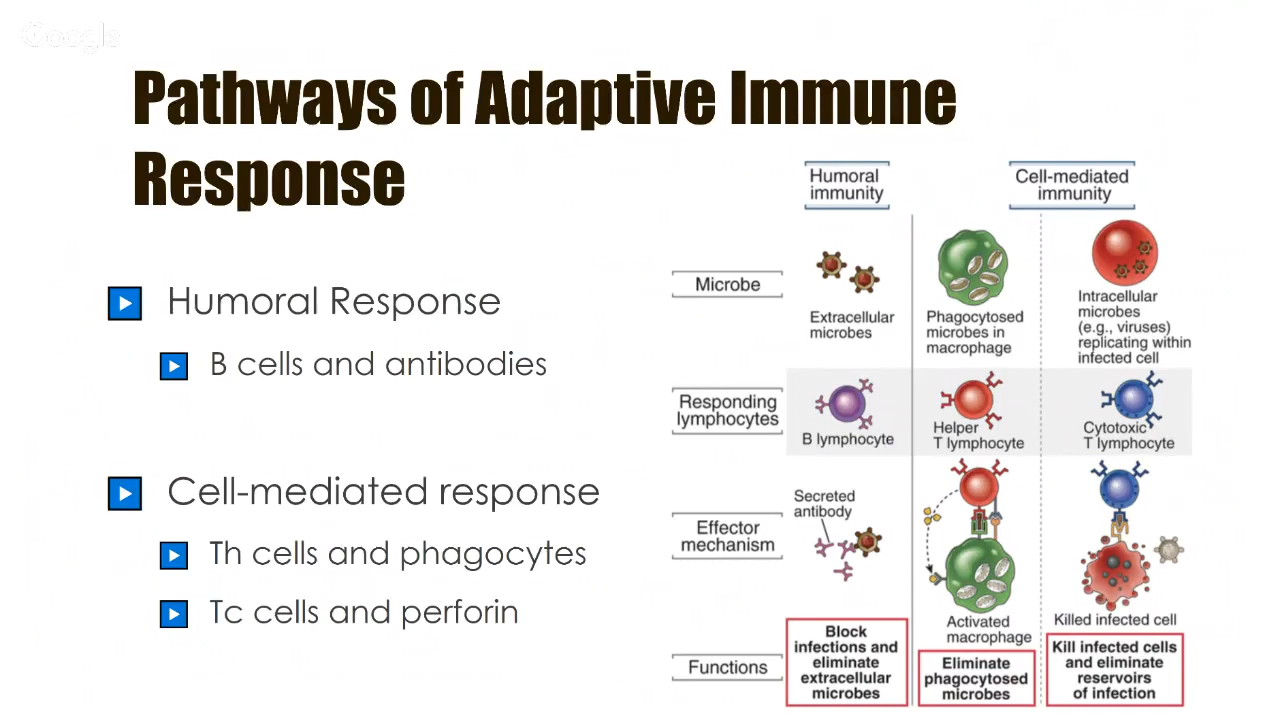 Google
Pathways of Adaptive Immune
Response
Humoral Response
B cells and antibodies
Cell-mediated response
Th cells and phagocytes
Tc cells and perforin
Humoral
immunity
Cell-mediated
immunity
Microbe
Extracellular
microbes
Phagocytosed
microbes in
macrophage
Intracellular
microbes
(e.g., viruses)
replicating within
infected cell
Responding
lymphocytes
B lymphocyte
Helper
T lymphocyte
Cytotoxic
T lymphocyte
Effector
mechanism
Secreted
antibody
Activated
macrophage
Killed infected cell
Functions
Block
infections and
eliminate
extracellular
microbes
Eliminate
phagocytosed
microbes
Kill infected cells
and eliminate
reservoirs
of infection